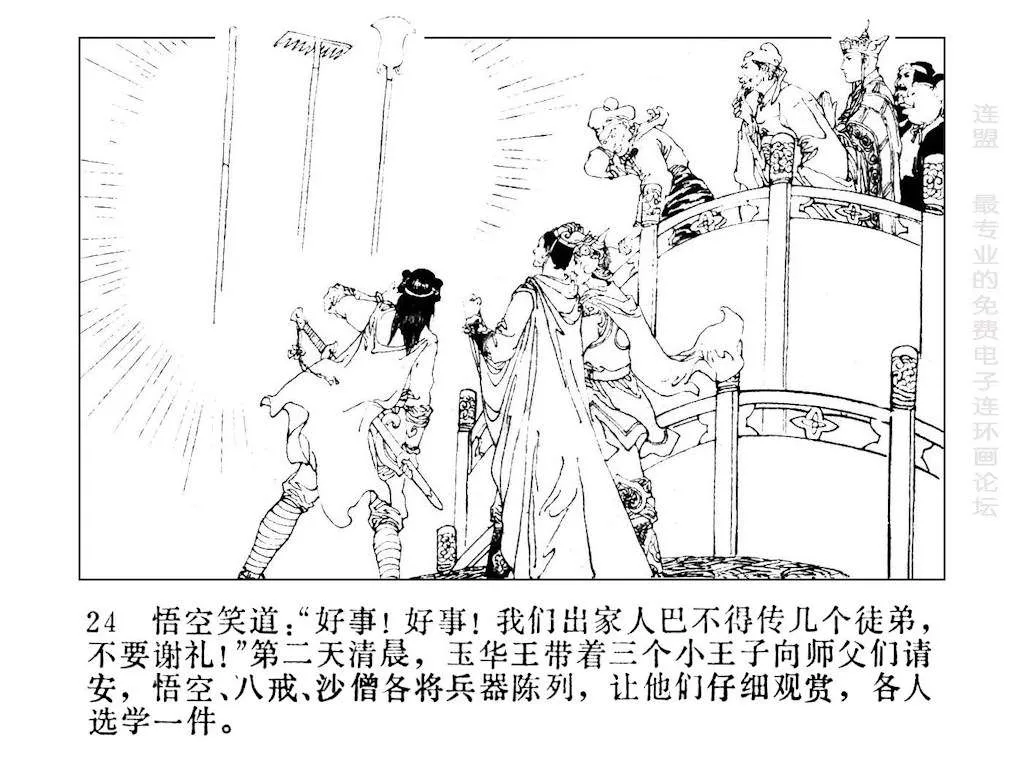 24 悟空笑道：“好事！好事！我们出家人巴不得传几个徒弟，
不要谢礼！”第二天清晨，玉华王带着三个小王子向师父们请
安，悟空、八戒、沙僧各将兵器陈列，让他们仔细观赏，各人
选学一件。
连盟 最专业的免费电子连环画论坛